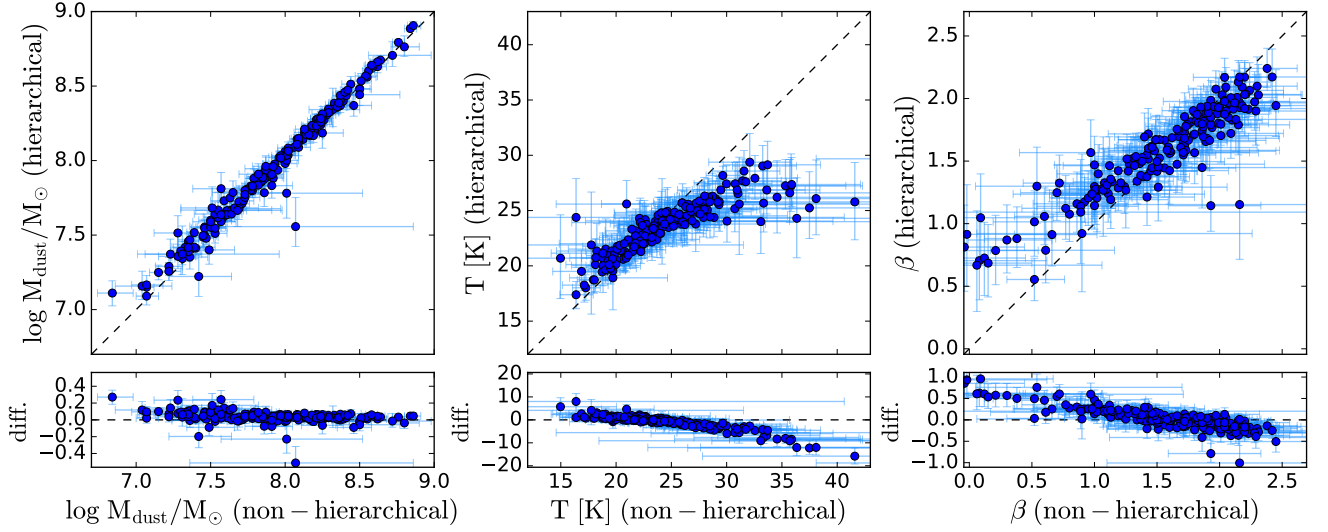 log M_dust/M_⊙ (hierarchical)
9.0
8.5
8.0
7.5
7.0
T [K] (hierarchical)
40
35
30
25
20
15
β (hierarchical)
2.5
2.0
1.5
1.0
0.5
0.0
diff.
0.4
0.2
0.0
−0.2
−0.4
7.0 7.5 8.0 8.5 9.0
log M_dust/M_⊙ (non − hierarchical)
diff.
20
10
0
−10
−20
15 20 25 30 35 40
T [K] (non − hierarchical)
diff.
1.0
0.5
0.0
−0.5
−1.0
0.0 0.5 1.0 1.5 2.0 2.5
β (non − hierarchical)